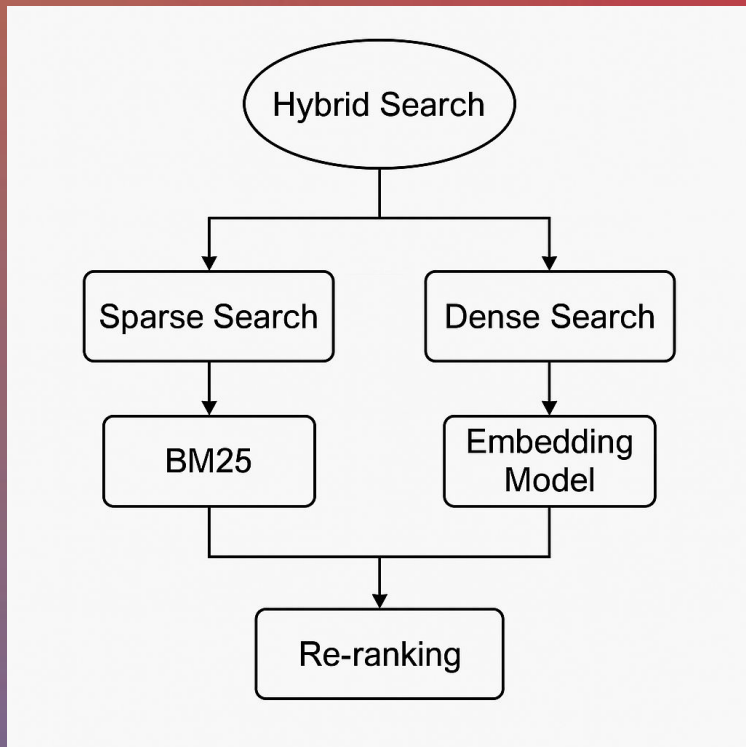 Hybrid Search
Sparse Search
Dense Search
BM25
Embedding
Model
Re-ranking